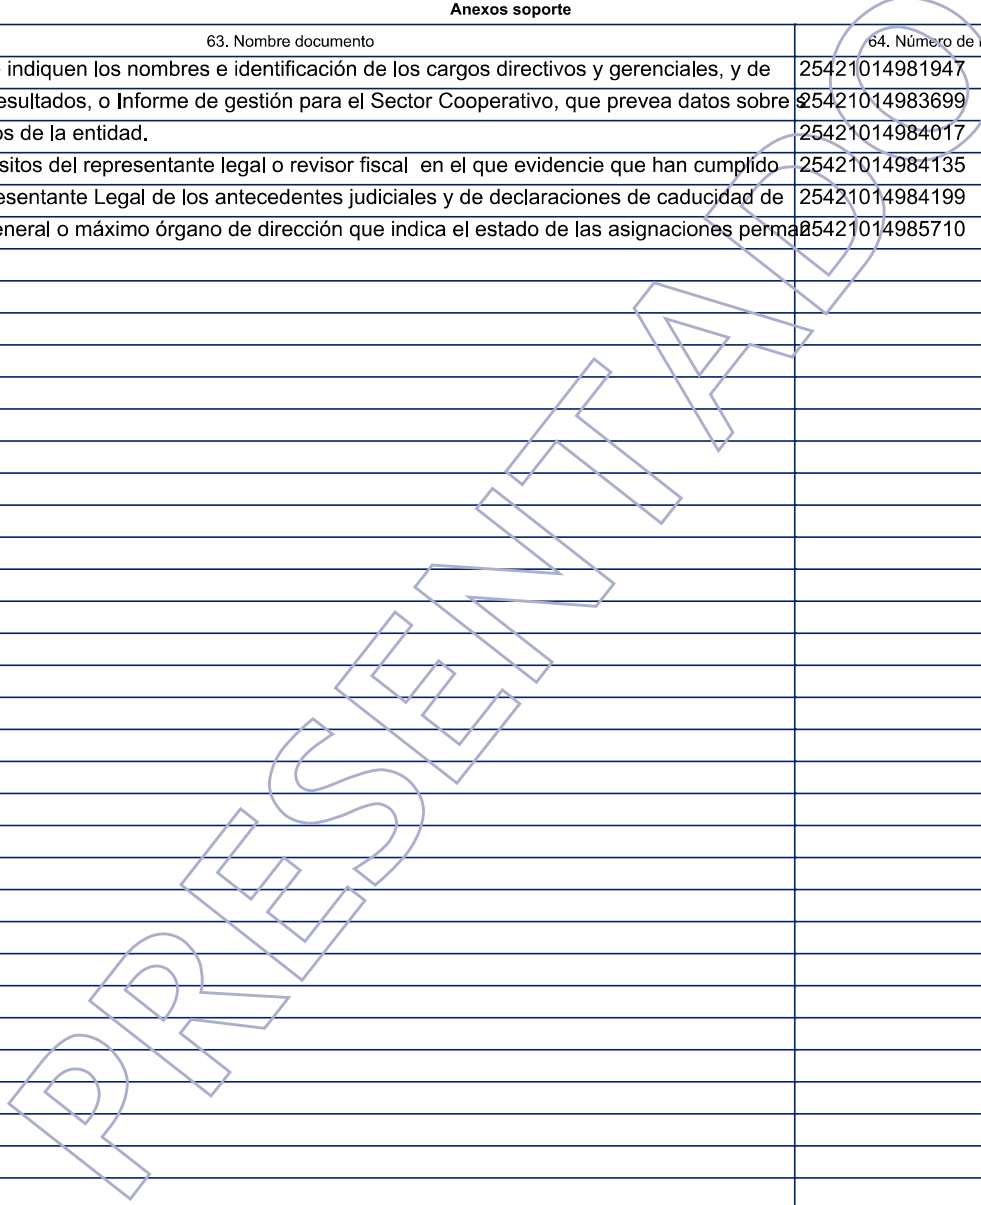 Anexos soporte
63. Nombre documento 64. Número de
indiquen los nombres e identificación de los cargos directivos y gerenciales, y de 25421014981947
esultados, o Informe de gestión para el Sector Cooperativo, que prevea datos sobre s 25421014983699
os de la entidad. 25421014984017
sitos del representante legal o revisor fiscal en el que evidencie que han cumplido 25421014984135
esentante Legal de los antecedentes judiciales y de declaraciones de caducidad de 25421014984199
eneral o máximo órgano de dirección que indica el estado de las asignaciones perman 25421014985710
PRESENTADO